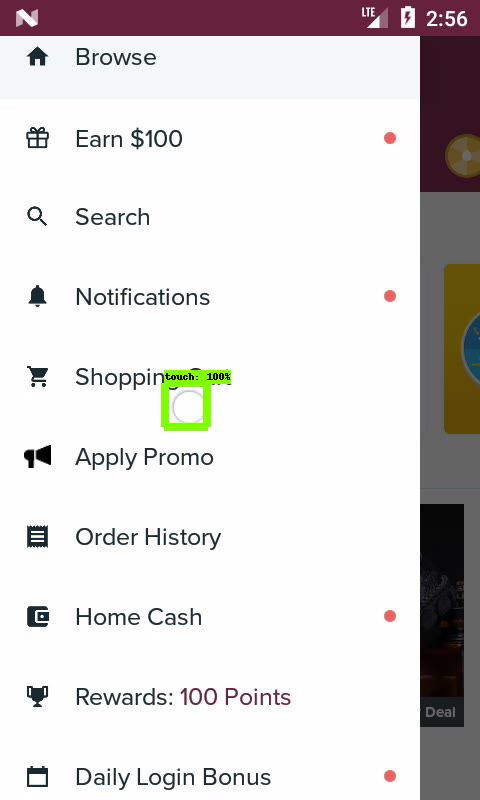 LTE 2:56
Browse
Earn $100
Search
Notifications
touch: 100%
Shopping
Apply Promo
Order History
Home Cash
Rewards: 100 Points
Deal
Daily Login Bonus